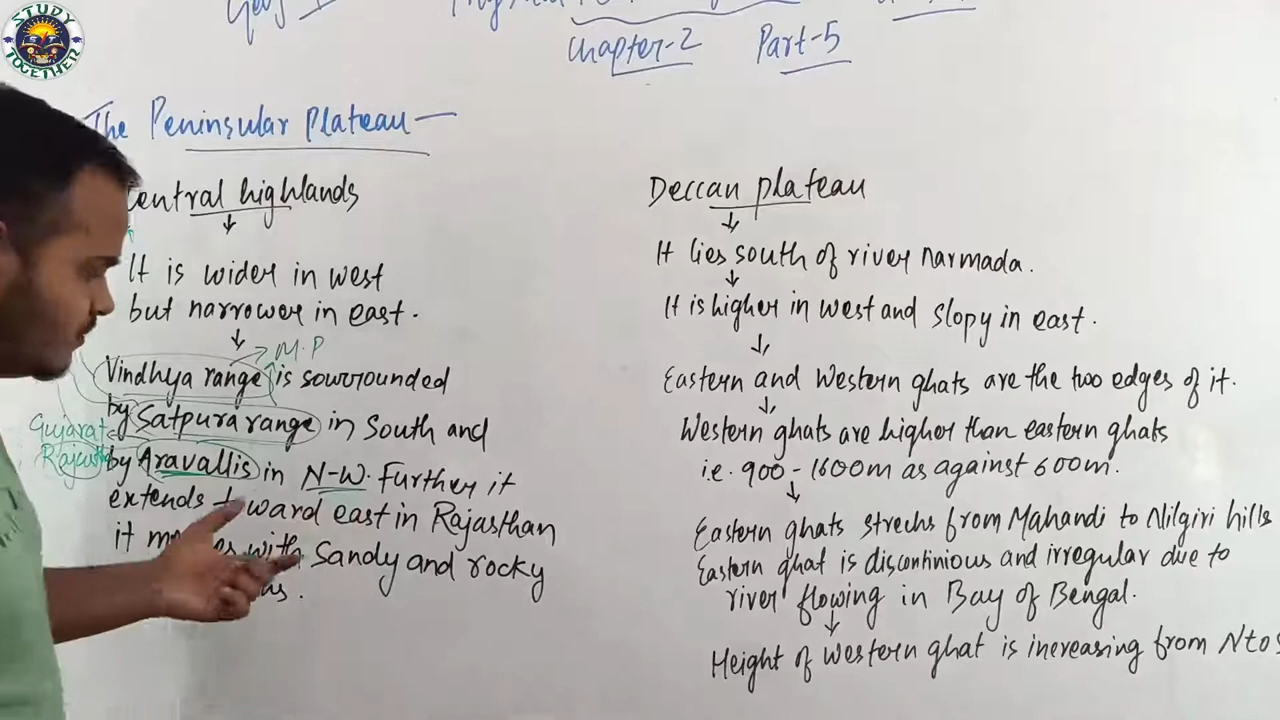 STUDY
TOGETHER
Chapter-2 Part-5
The Peninsular plateau—
Central highlands
It is wider in west
but narrower in east.
M.P
Vindhya range is sowrrounded
by Satpura range in South and
Gujarat
by Aravallis in N-W. Further it
extends toward east in Rajasthan
it with Sandy and rocky
Deccan plateau
It lies south of river narmada.
It is higher in west and slopy in east.
Eastern and Western ghats are the two edges of it.
Western ghats are higher than eastern ghats
i.e. 900 - 1600m as against 600m.
Eastern ghats strechs from Mahandi to Nilgiri hills
Eastern ghat is discontinious and irregular due to
river flowing in Bay of Bengal.
Height of western ghat is increasing from N to S